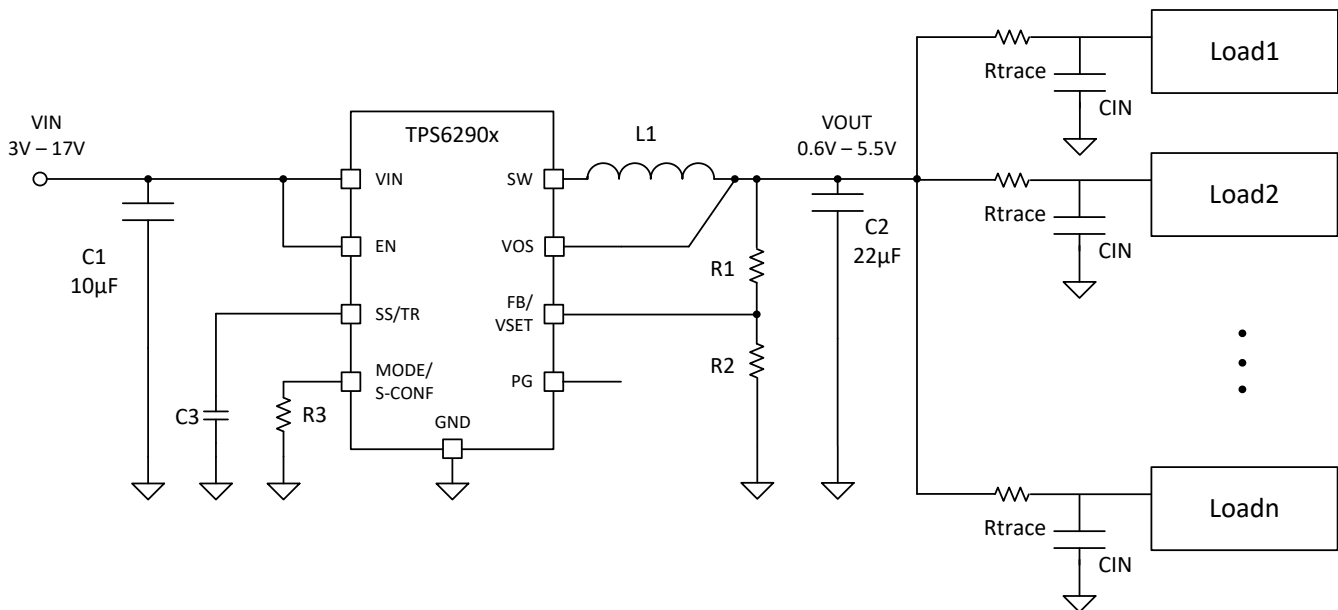 VIN
3V – 17V
C1
10µF
TPS6290x
VIN
EN
SS/TR
MODE/
S-CONF
GND
SW
VOS
FB/
VSET
PG
C3
R3
L1
R1
R2
VOUT
0.6V – 5.5V
C2
22µF
Rtrace
CIN
Load1
Rtrace
CIN
Load2
Rtrace
CIN
Loadn